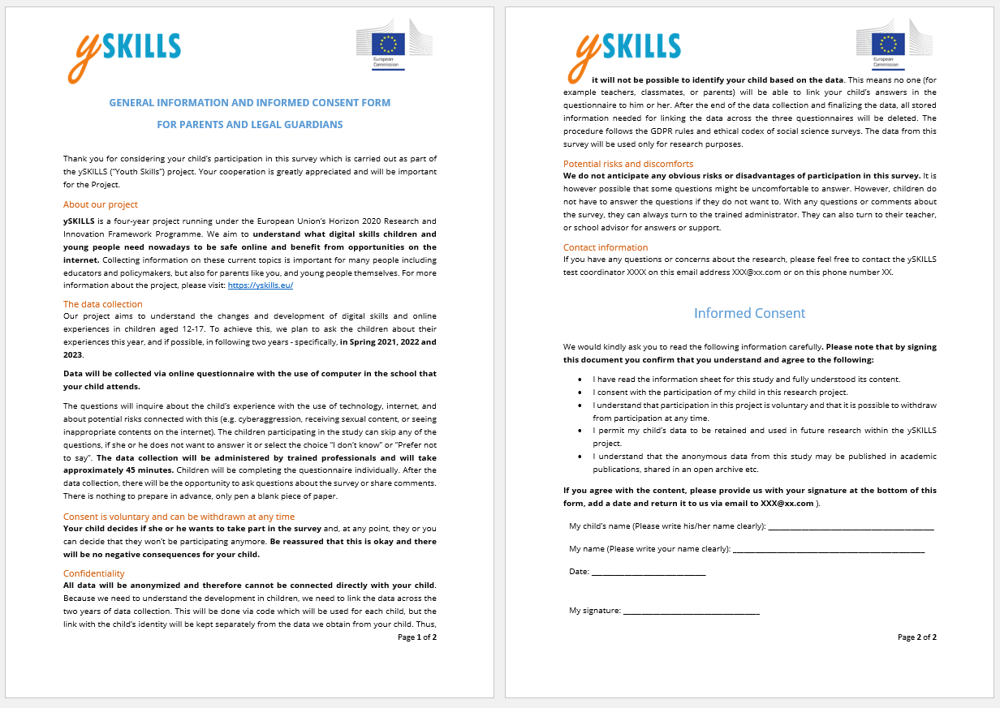 ySKILLS
European
Commission
GENERAL INFORMATION AND INFORMED CONSENT FORM
FOR PARENTS AND LEGAL GUARDIANS
Thank you for considering your child's participation in this survey which is carried out as part of
the ySKILLS ("Youth Skills") project. Your cooperation is greatly appreciated and will be important
for the Project.
About our project
ySKILLS is a four-year project running under the European Union's Horizon 2020 Research and
Innovation Framework Programme. We aim to understand what digital skills children and
young people need nowadays to be safe online and benefit from opportunities on the
internet. Collecting information on these current topics is important for many people including
educators and policymakers, but also for parents like you, and young people themselves. For more
information about the project, please visit: https://yskills.eu/
The data collection
Our project aims to understand the changes and development of digital skills and online
experiences in children aged 12-17. To achieve this, we plan to ask the children about their
experiences this year, and if possible, in following two years - specifically, in Spring 2021, 2022 and
2023.
Data will be collected via online questionnaire with the use of computer in the school that
your child attends.
The questions will inquire about the child's experience with the use of technology, internet, and
about potential risks connected with this (e.g. cyberaggression, receiving sexual content, or seeing
inappropriate contents on the internet). The children participating in the study can skip any of the
questions, if she or he does not want to answer it or select the choice "I don't know" or "Prefer not
to say". The data collection will be administered by trained professionals and will take
approximately 45 minutes. Children will be completing the questionnaire individually. After the
data collection, there will be the opportunity to ask questions about the survey or share comments.
There is nothing to prepare in advance, only pen a blank piece of paper.
Consent is voluntary and can be withdrawn at any time
Your child decides if she or he wants to take part in the survey and, at any point, they or you
can decide that they won't be participating anymore. Be reassured that this is okay and there
will be no negative consequences for your child.
Confidentiality
All data will be anonymized and therefore cannot be connected directly with your child.
Because we need to understand the development in children, we need to link the data across the
two years of data collection. This will be done via code which will be used for each child, but the
link with the child's identity will be kept separately from the data we obtain from your child. Thus,
Page 1 of 2
ySKILLS
European
Commission
it will not be possible to identify your child based on the data. This means no one (for
example teachers, classmates, or parents) will be able to link your child's answers in the
questionnaire to him or her. After the end of the data collection and finalizing the data, all stored
information needed for linking the data across the three questionnaires will be deleted. The
procedure follows the GDPR rules and ethical codex of social science surveys. The data from this
survey will be used only for research purposes.
Potential risks and discomforts
We do not anticipate any obvious risks or disadvantages of participation in this survey. It is
however possible that some questions might be uncomfortable to answer. However, children do
not have to answer the questions if they do not want to. With any questions or comments about
the survey, they can always turn to the trained administrator. They can also turn to their teacher,
or school advisor for answers or support.
Contact information
If you have any questions or concerns about the research, please feel free to contact the ySKILLS
test coordinator XXXX on this email address XXX@xx.com or on this phone number XX.
Informed Consent
We would kindly ask you to read the following information carefully. Please note that by signing
this document you confirm that you understand and agree to the following:
• I have read the information sheet for this study and fully understood its content.
• I consent with the participation of my child in this research project.
• I understand that participation in this project is voluntary and that it is possible to withdraw
from participation at any time.
• I permit my child's data to be retained and used in future research within the ySKILLS
project.
• I understand that the anonymous data from this study may be published in academic
publications, shared in an open archive etc.
If you agree with the content, please provide us with your signature at the bottom of this
form, add a date and return it to us via email to XXX@xx.com ).
My child's name (Please write his/her name clearly): ____________________
My name (Please write your name clearly): ____________________
Date: ____________________
My signature: ____________________
Page 2 of 2